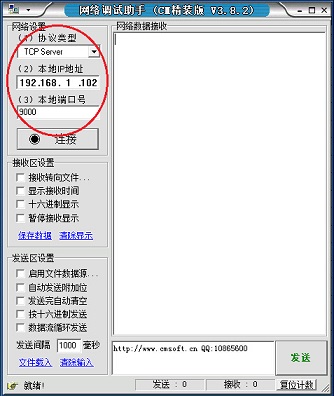 网络调试助手 (CM精装版 V3.8.2)
网络设置
(1) 协议类型
TCP Server
(2) 本地IP地址
192.168. 1 .102
(3) 本地端口号
9000
连接
接收区设置
接收转向文件...
显示接收时间
十六进制显示
暂停接收显示
保存数据 清除显示
发送区设置
启用文件数据源...
自动发送附加位
发送完自动清空
按十六进制发送
数据流循环发送
发送间隔 1000 毫秒
文件载入 清除输入
网络数据接收
http://www.cmsoft.cn QQ:10865600
发送
就绪!
发送 : 0
接收 : 0
复位计数